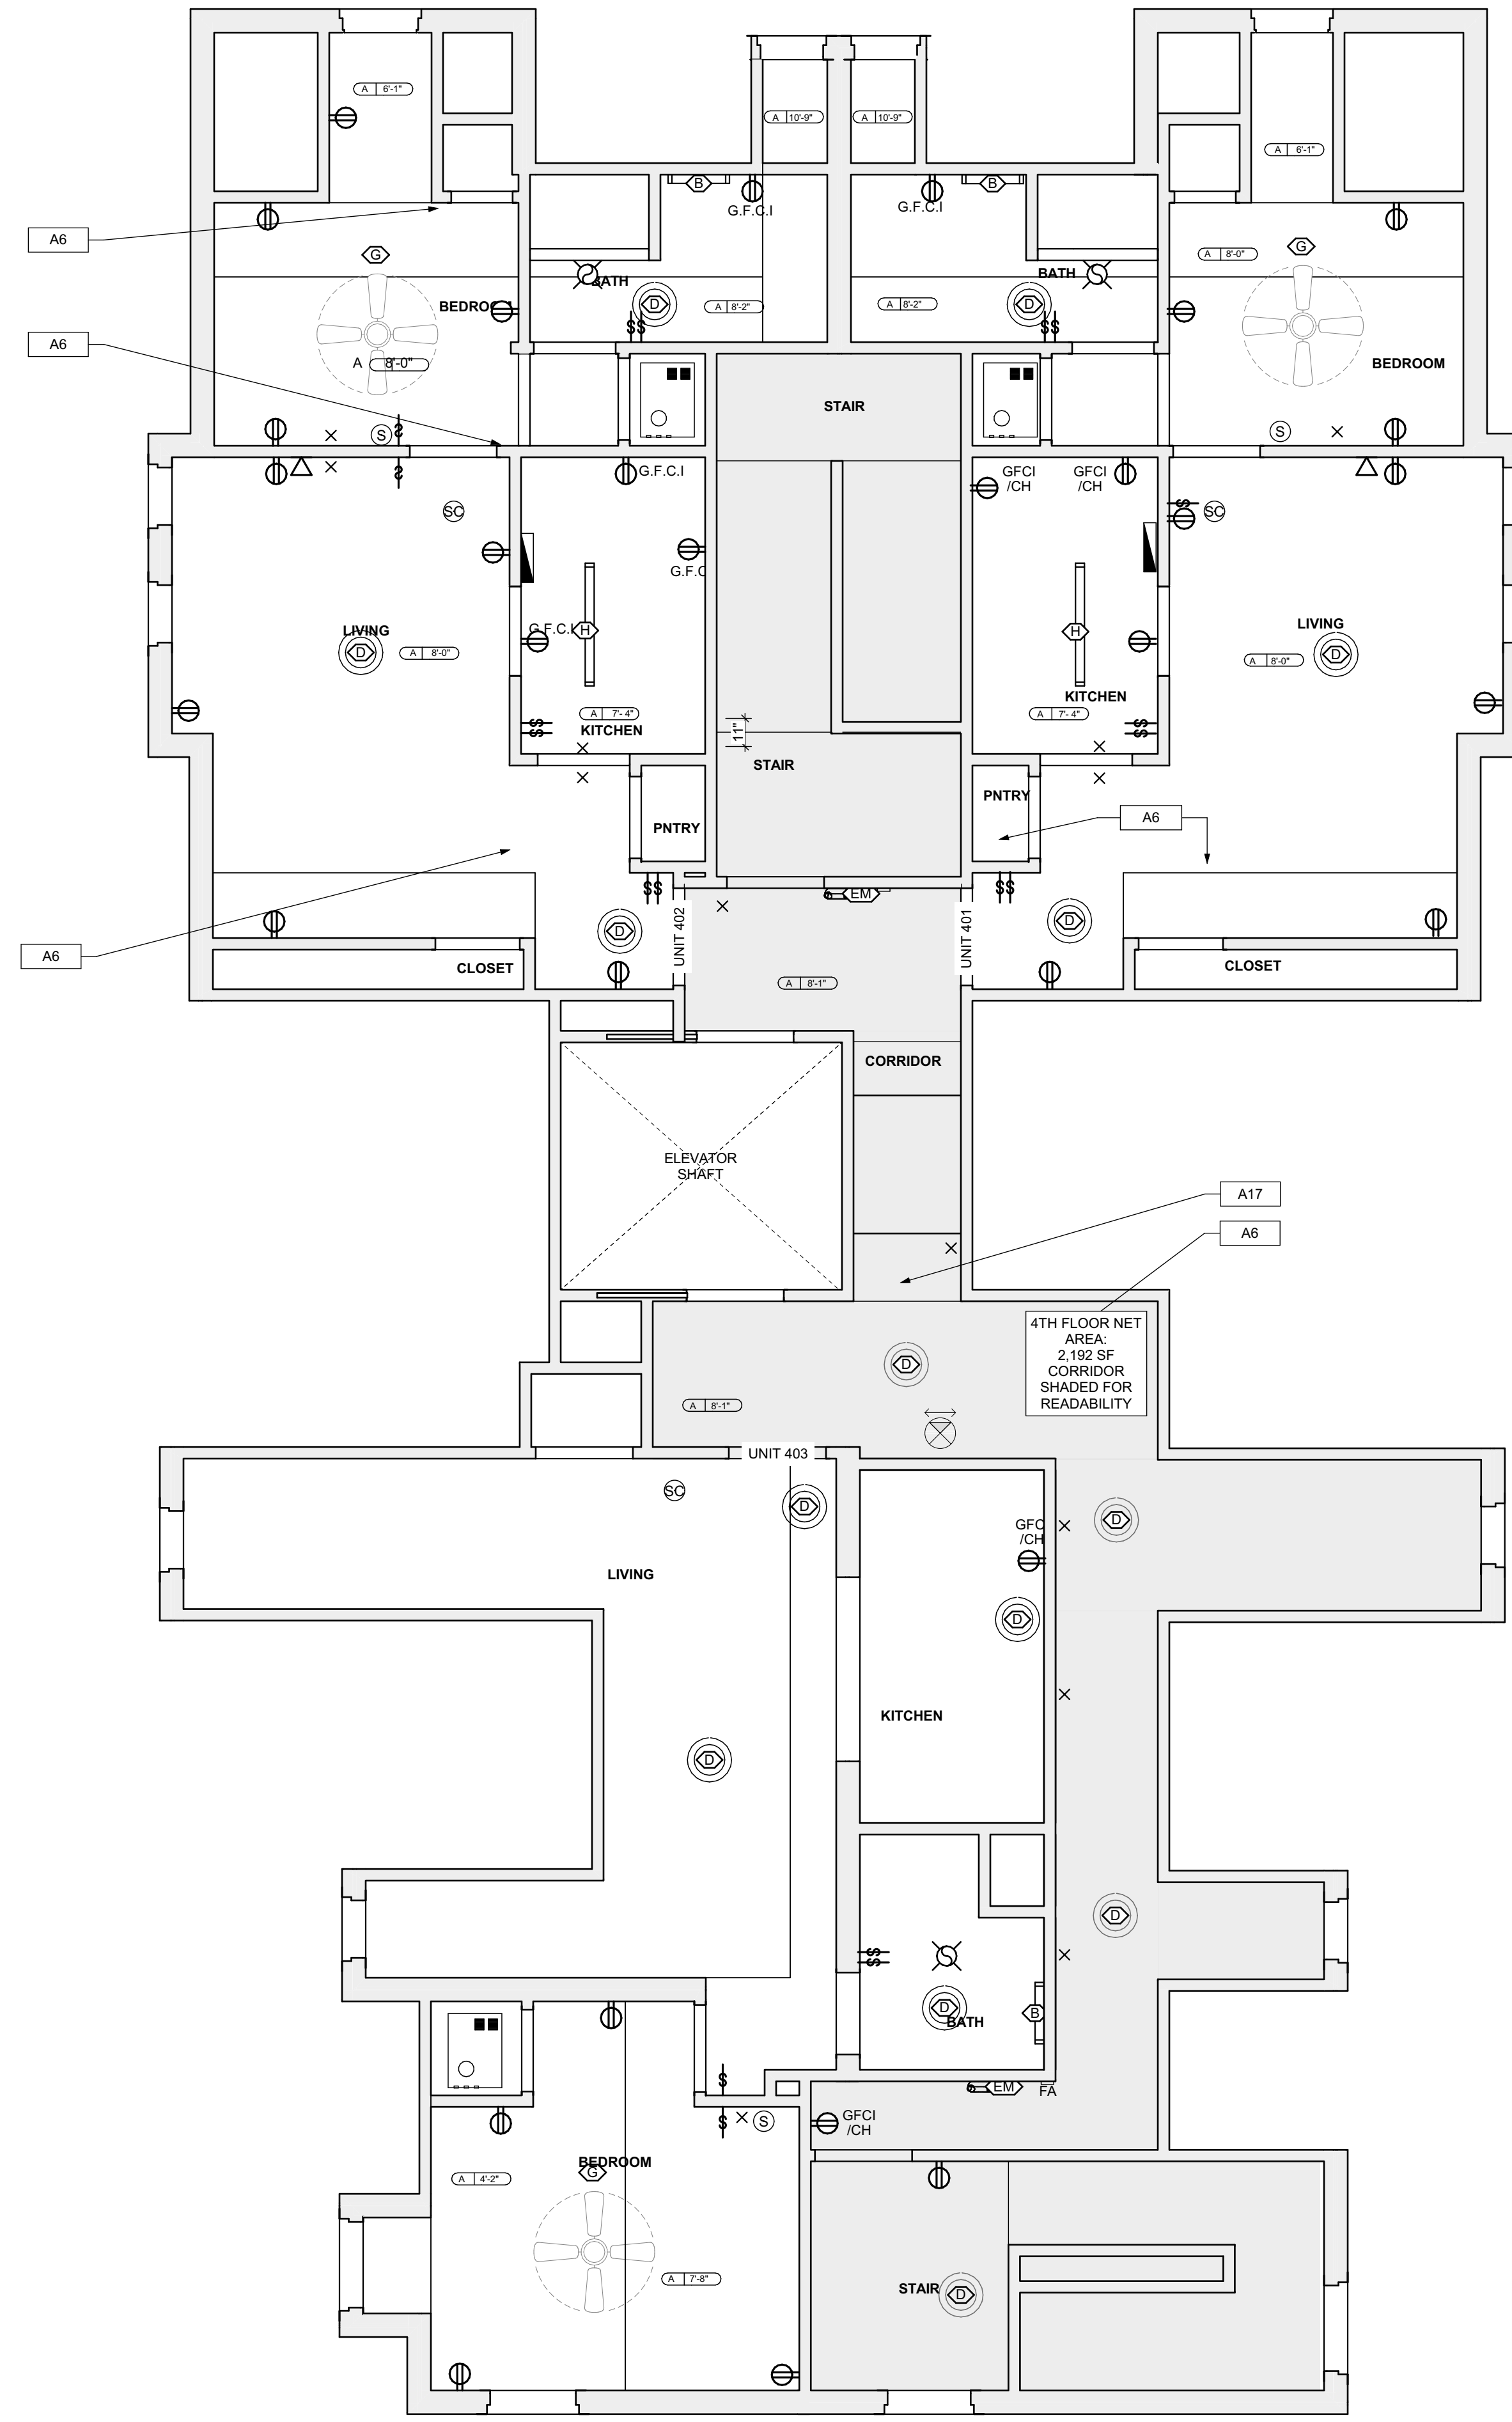 A 6'-1"
A 10'-9"
A 10'-9"
A 6'-1"
B
B
G.F.C.I
G.F.C.I
A6
G
A 8'-0"
G
BATH
BATH
BEDROOM
D
A 8'-2"
A 8'-2"
D
$$
$$
A6
A 8'-0"
BEDROOM
STAIR
S
$
S
$
G.F.C.I
GFCI
/CH
GFCI
/CH
SC
$
SC
G.F.C
G.F.C.I
H
H
LIVING
LIVING
D
A 8'-0"
A 8'-0"
D
KITCHEN
A 7'- 4"
A 7'- 4"
KITCHEN
$$
$$
11"
STAIR
PNTRY
A6
PNTRY
$$
$$
EM
UNIT 402
UNIT 401
D
D
A6
CLOSET
CLOSET
A 8'-1"
CORRIDOR
ELEVATOR
SHAFT
A17
A6
4TH FLOOR NET
AREA:
2,192 SF
CORRIDOR
SHADED FOR
READABILITY
D
A 8'-1"
UNIT 403
SC
D
D
GFC
/CH
LIVING
D
KITCHEN
D
D
$$
D
B
BATH
$
EM
FA
$
S
GFCI
/CH
BEDROOM
G
A 4'-2"
A 7'-8"
STAIR
D